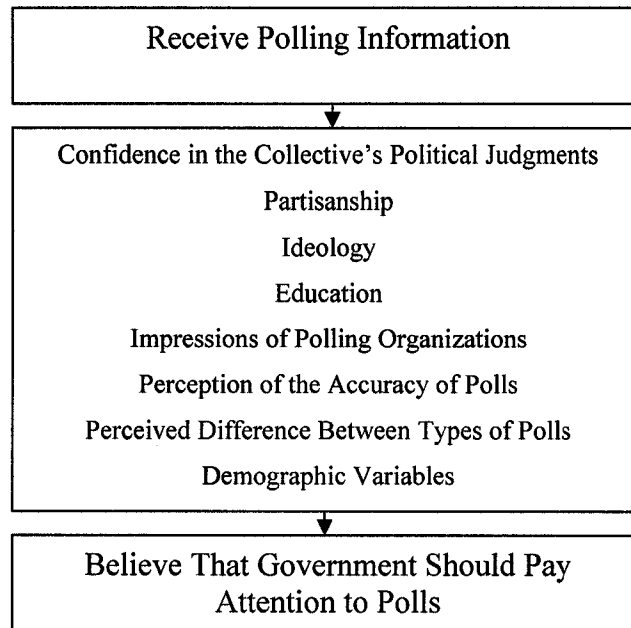 Receive Polling Information
Confidence in the Collective's Political Judgments
Partisanship
Ideology
Education
Impressions of Polling Organizations
Perception of the Accuracy of Polls
Perceived Difference Between Types of Polls
Demographic Variables
Believe That Government Should Pay
Attention to Polls